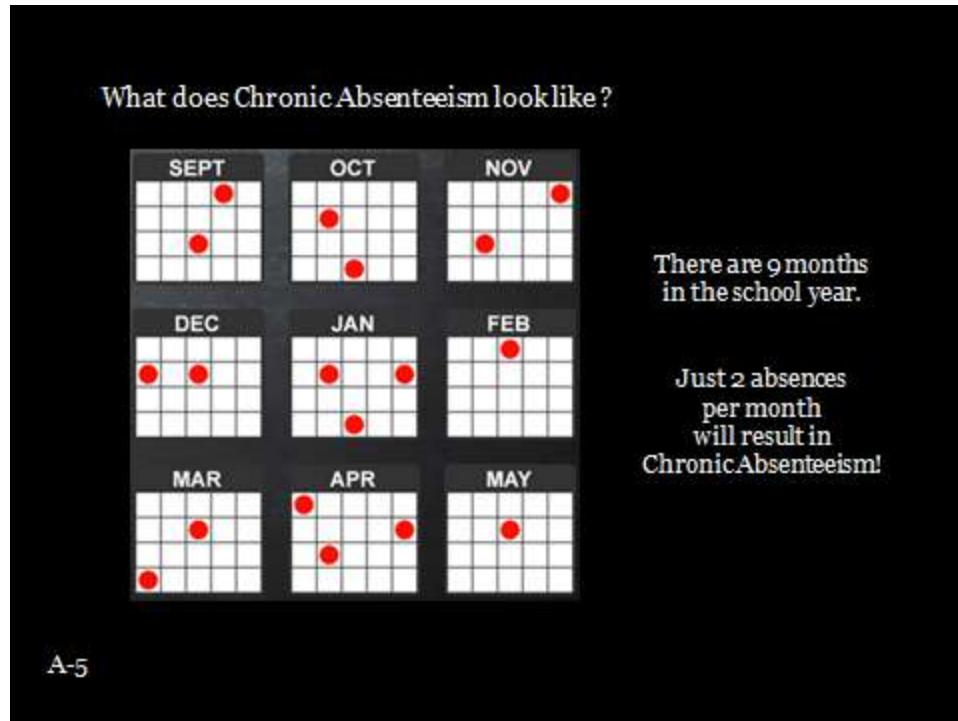 What does Chronic Absenteeism look like?
SEPT OCT NOV
DEC JAN FEB
MAR APR MAY
There are 9 months
in the school year.
Just 2 absences
per month
will result in
Chronic Absenteeism!
A-5